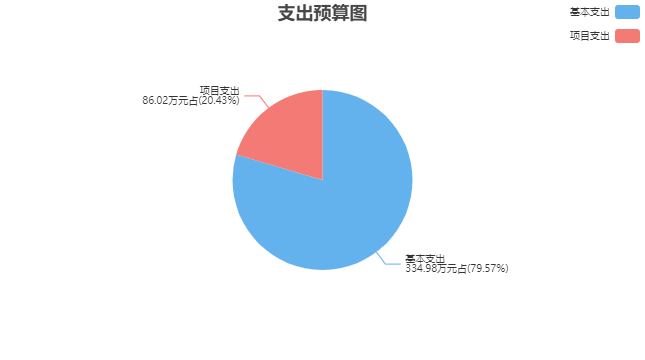 支出预算图
基本支出
项目支出
项目支出
86.02万元占(20.43%)
基本支出
334.98万元占(79.57%)